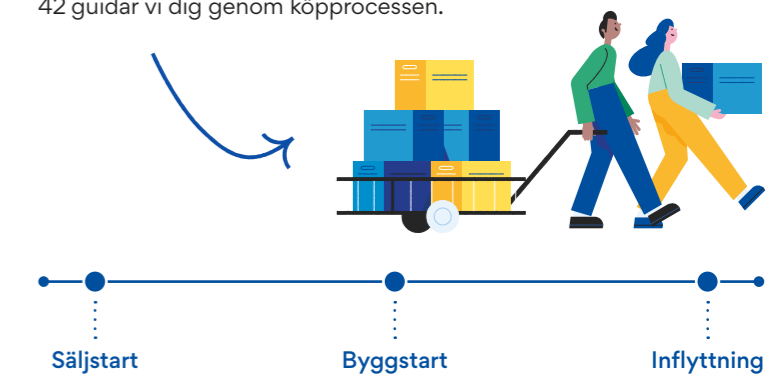 42 guidar vi dig genom köpprocessen.
Säljstart
Byggstart
Inflyttning